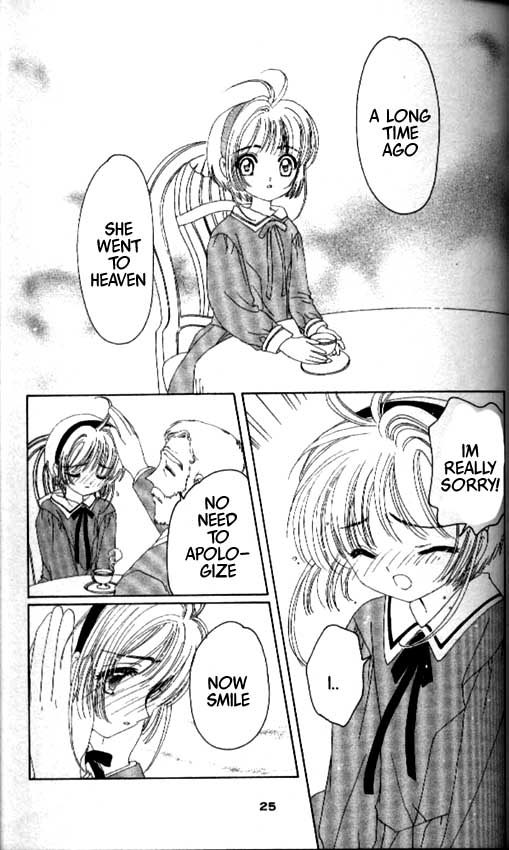 A LONG
TIME
AGO
SHE
WENT
TO
HEAVEN
IM
REALLY
SORRY!
I..
NO
NEED
TO
APOLO-
GIZE
NOW
SMILE
25